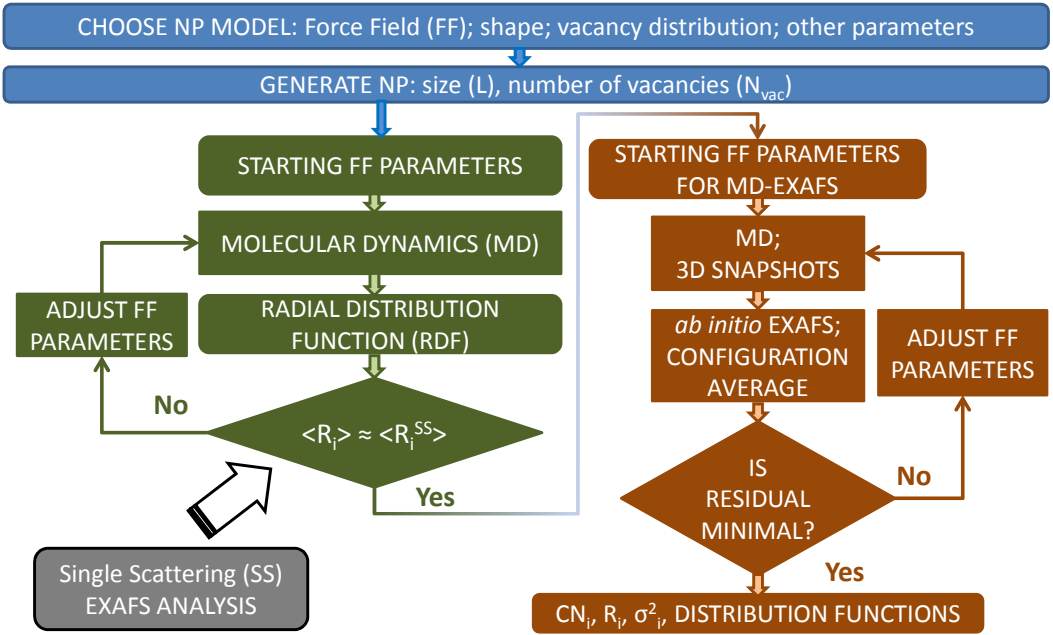 CHOOSE NP MODEL: Force Field (FF); shape; vacancy distribution; other parameters
GENERATE NP: size (L), number of vacancies (Nvac)
STARTING FF PARAMETERS
MOLECULAR DYNAMICS (MD)
ADJUST FF
PARAMETERS
RADIAL DISTRIBUTION
FUNCTION (RDF)
No
<Ri> ≈ <Ri^SS>
Yes
Single Scattering (SS)
EXAFS ANALYSIS
STARTING FF PARAMETERS
FOR MD-EXAFS
MD;
3D SNAPSHOTS
ab initio EXAFS;
CONFIGURATION
AVERAGE
ADJUST FF
PARAMETERS
IS
RESIDUAL
MINIMAL?
No
Yes
CNi, Ri, σ²i, DISTRIBUTION FUNCTIONS